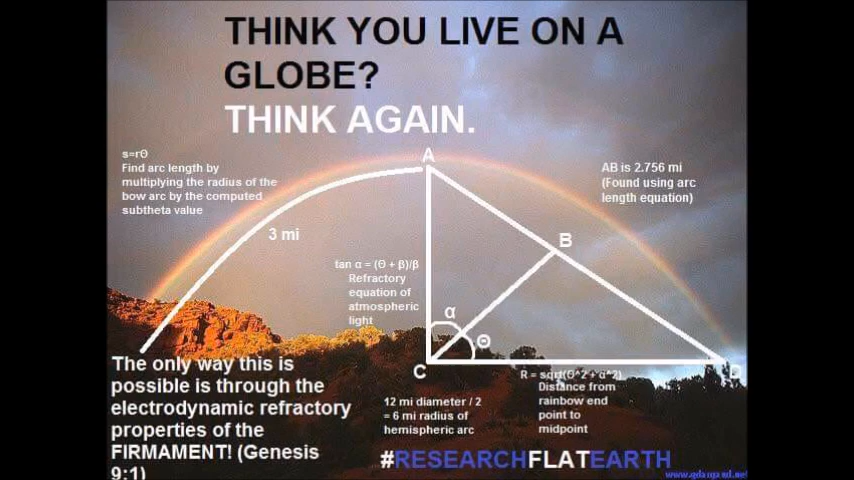 THINK YOU LIVE ON A
GLOBE?
THINK AGAIN.
s=rΘ
Find arc length by
multiplying the radius of the
bow arc by the computed
subtheta value
3 mi
A
AB is 2.756 mi
(Found using arc
length equation)
B
tan α = (Θ + β)/β
Refractory
equation of
atmospheric
light
α
Θ
C
D
R = sqrt(Θ^2 + α^2)
Distance from
rainbow end
point to
midpoint
12 mi diameter / 2
= 6 mi radius of
hemispheric arc
The only way this is
possible is through the
electrodynamic refractory
properties of the
FIRMAMENT! (Genesis
9:1)
#RESEARCHFLATEARTH